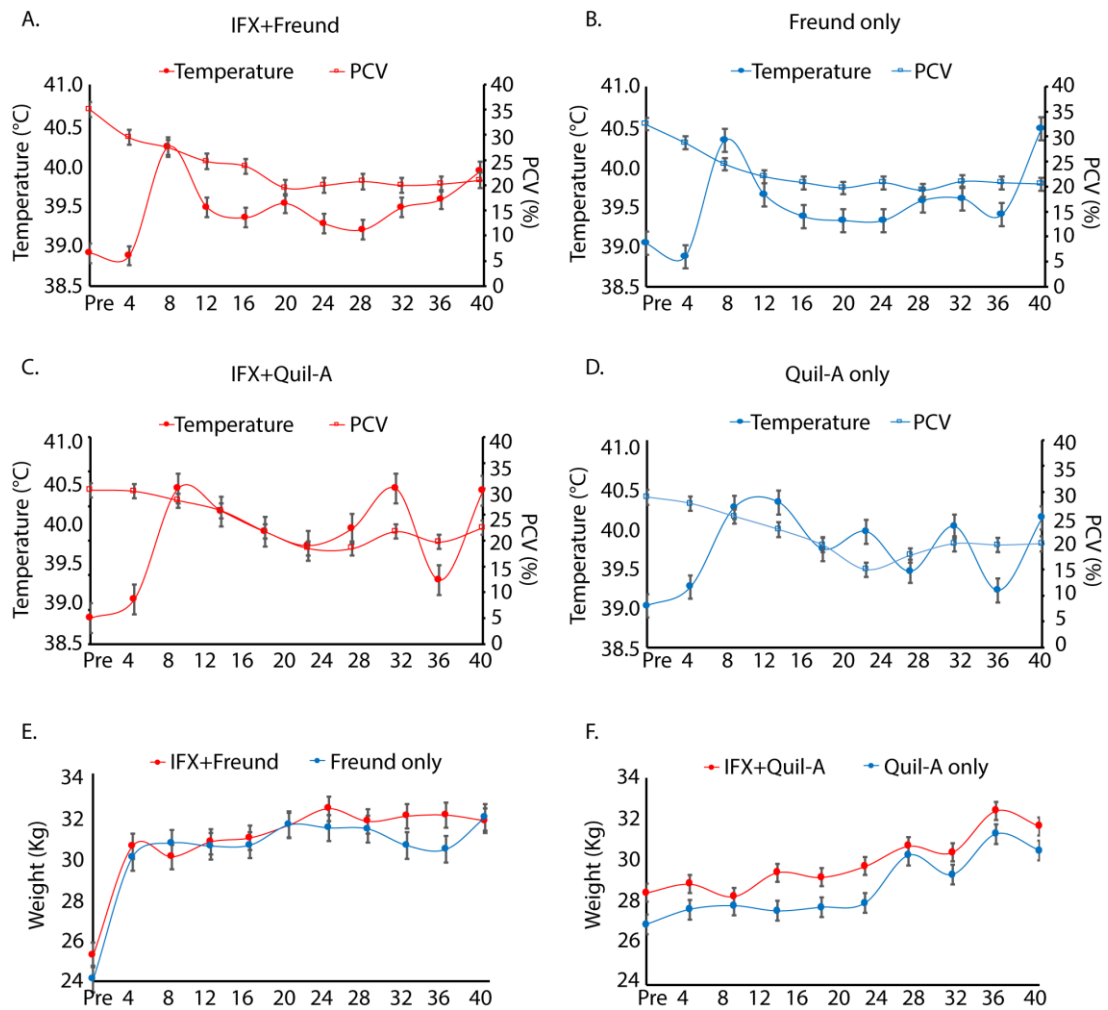 A.
IFX+Freund
Temperature PCV
Temperature (°C)
41.0
40.5
40.0
39.5
39.0
38.5
40
35
30
25
20
15
10
5
0
PCV (%)
Pre 4 8 12 16 20 24 28 32 36 40
B.
Freund only
Temperature PCV
Temperature (°C)
41.0
40.5
40.0
39.5
39.0
38.5
40
35
30
25
20
15
10
5
0
PCV (%)
Pre 4 8 12 16 20 24 28 32 36 40
C.
IFX+Quil-A
Temperature PCV
Temperature (°C)
41.0
40.5
40.0
39.5
39.0
38.5
40
35
30
25
20
15
10
5
0
PCV (%)
Pre 4 8 12 16 20 24 28 32 36 40
D.
Quil-A only
Temperature PCV
Temperature (°C)
41.0
40.5
40.0
39.5
39.0
38.5
40
35
30
25
20
15
10
5
0
PCV (%)
Pre 4 8 12 16 20 24 28 32 36 40
E.
IFX+Freund Freund only
Weight (Kg)
34
32
30
28
26
24
Pre 4 8 12 16 20 24 28 32 36 40
F.
IFX+Quil-A Quil-A only
Weight (Kg)
34
32
30
28
26
24
Pre 4 8 12 16 20 24 28 32 36 40